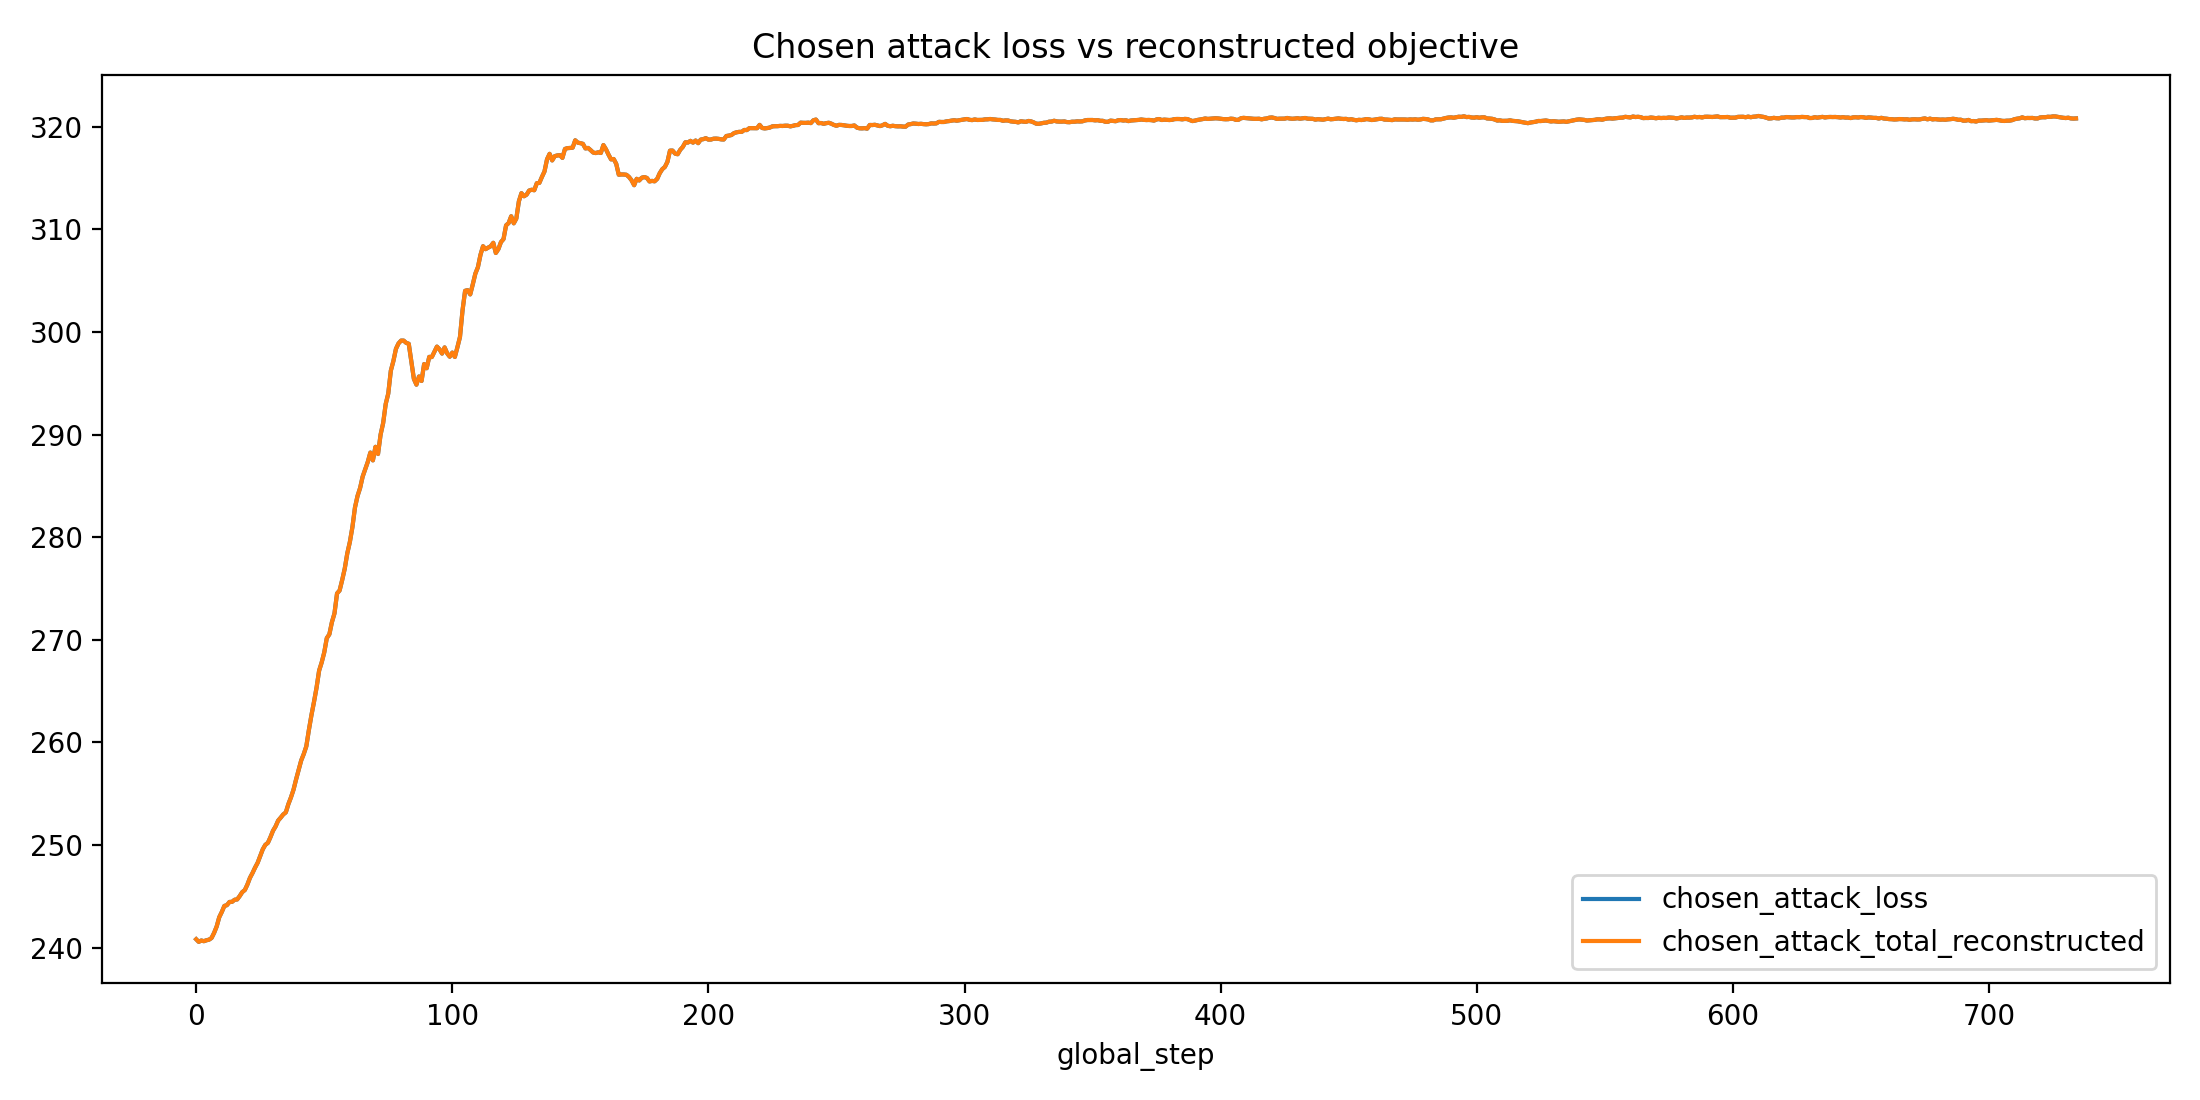 Chosen attack loss vs reconstructed objective
320
310
300
290
280
270
260
250
240
chosen_attack_loss
chosen_attack_total_reconstructed
0 100 200 300 400 500 600 700
global_step